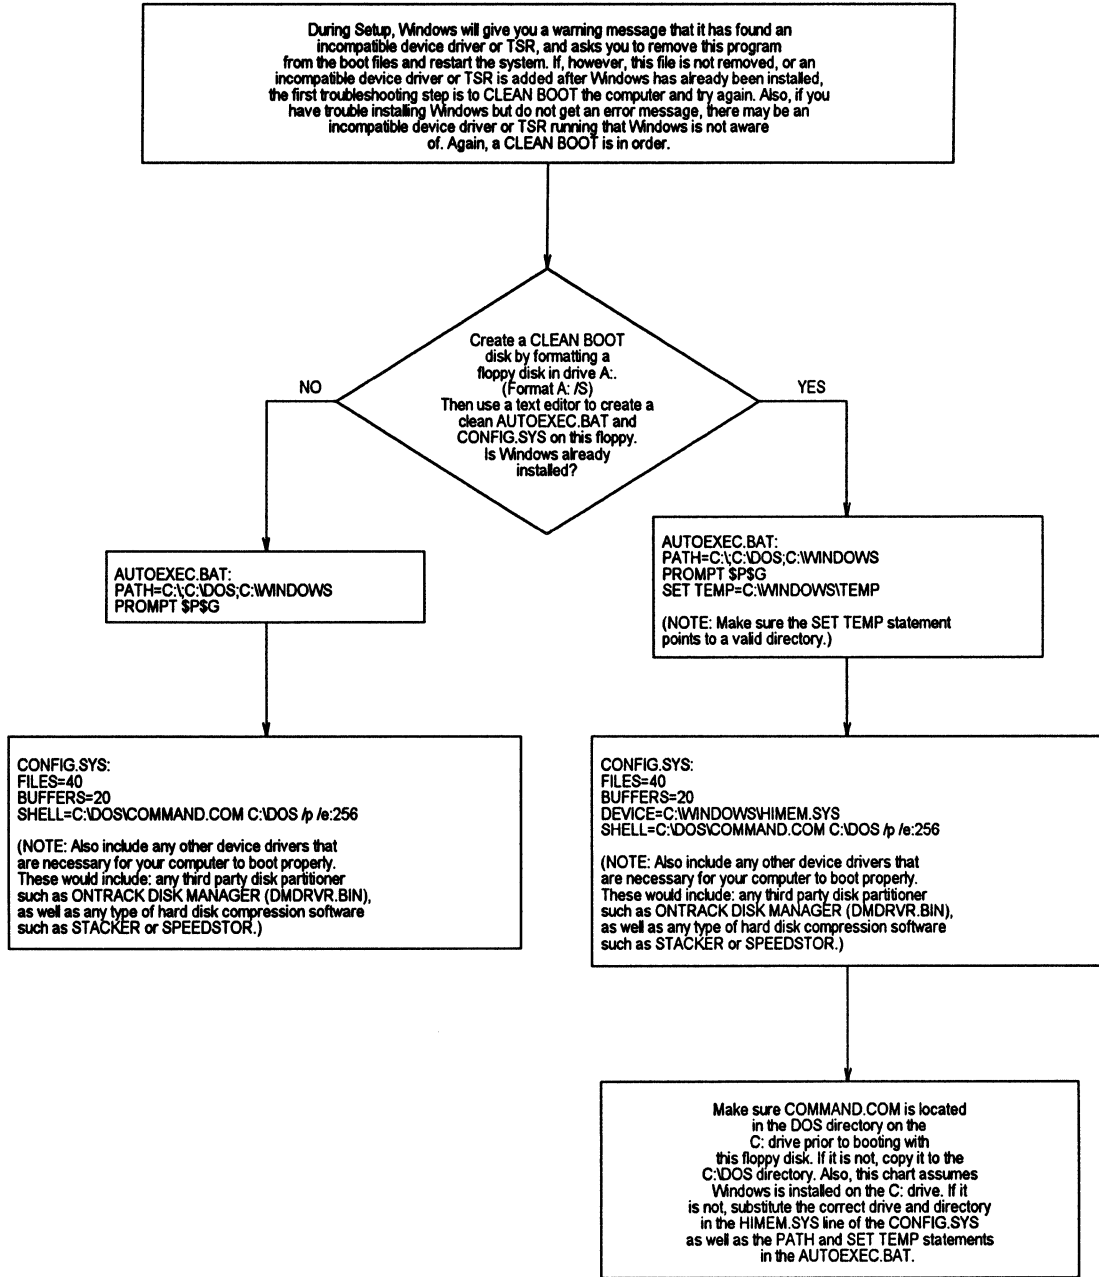 During Setup, Windows will give you a warning message that it has found an
incompatible device driver or TSR, and asks you to remove this program
from the boot files and restart the system. If, however, this file is not removed, or an
incompatible device driver or TSR is added after Windows has already been installed,
the first troubleshooting step is to CLEAN BOOT the computer and try again. Also, if you
have trouble installing Windows but do not get an error message, there may be an
incompatible device driver or TSR running that Windows is not aware
of. Again, a CLEAN BOOT is in order.
Create a CLEAN BOOT
disk by formatting a
floppy disk in drive A:.
(Format A: /S)
Then use a text editor to create a
clean AUTOEXEC.BAT and
CONFIG.SYS on this floppy.
Is Windows already
installed?
NO
YES
AUTOEXEC.BAT:
PATH=C:\;C:\DOS;C:\WINDOWS
PROMPT $P$G
AUTOEXEC.BAT:
PATH=C:\;C:\DOS;C:\WINDOWS
PROMPT $P$G
SET TEMP=C:\WINDOWS\TEMP
(NOTE: Make sure the SET TEMP statement
points to a valid directory.)
CONFIG.SYS:
FILES=40
BUFFERS=20
SHELL=C:\DOS\COMMAND.COM C:\DOS /p /e:256
(NOTE: Also include any other device drivers that
are necessary for your computer to boot properly.
These would include: any third party disk partitioner
such as ONTRACK DISK MANAGER (DMDRVR.BIN),
as well as any type of hard disk compression software
such as STACKER or SPEEDSTOR.)
CONFIG.SYS:
FILES=40
BUFFERS=20
DEVICE=C:\WINDOWS\HIMEM.SYS
SHELL=C:\DOS\COMMAND.COM C:\DOS /p /e:256
(NOTE: Also include any other device drivers that
are necessary for your computer to boot properly.
These would include: any third party disk partitioner
such as ONTRACK DISK MANAGER (DMDRVR.BIN),
as well as any type of hard disk compression software
such as STACKER or SPEEDSTOR.)
Make sure COMMAND.COM is located
in the DOS directory on the
C: drive prior to booting with
this floppy disk. If it is not, copy it to the
C:\DOS directory. Also, this chart assumes
Windows is installed on the C: drive. If it
is not, substitute the correct drive and directory
in the HIMEM.SYS line of the CONFIG.SYS
as well as the PATH and SET TEMP statements
in the AUTOEXEC.BAT.